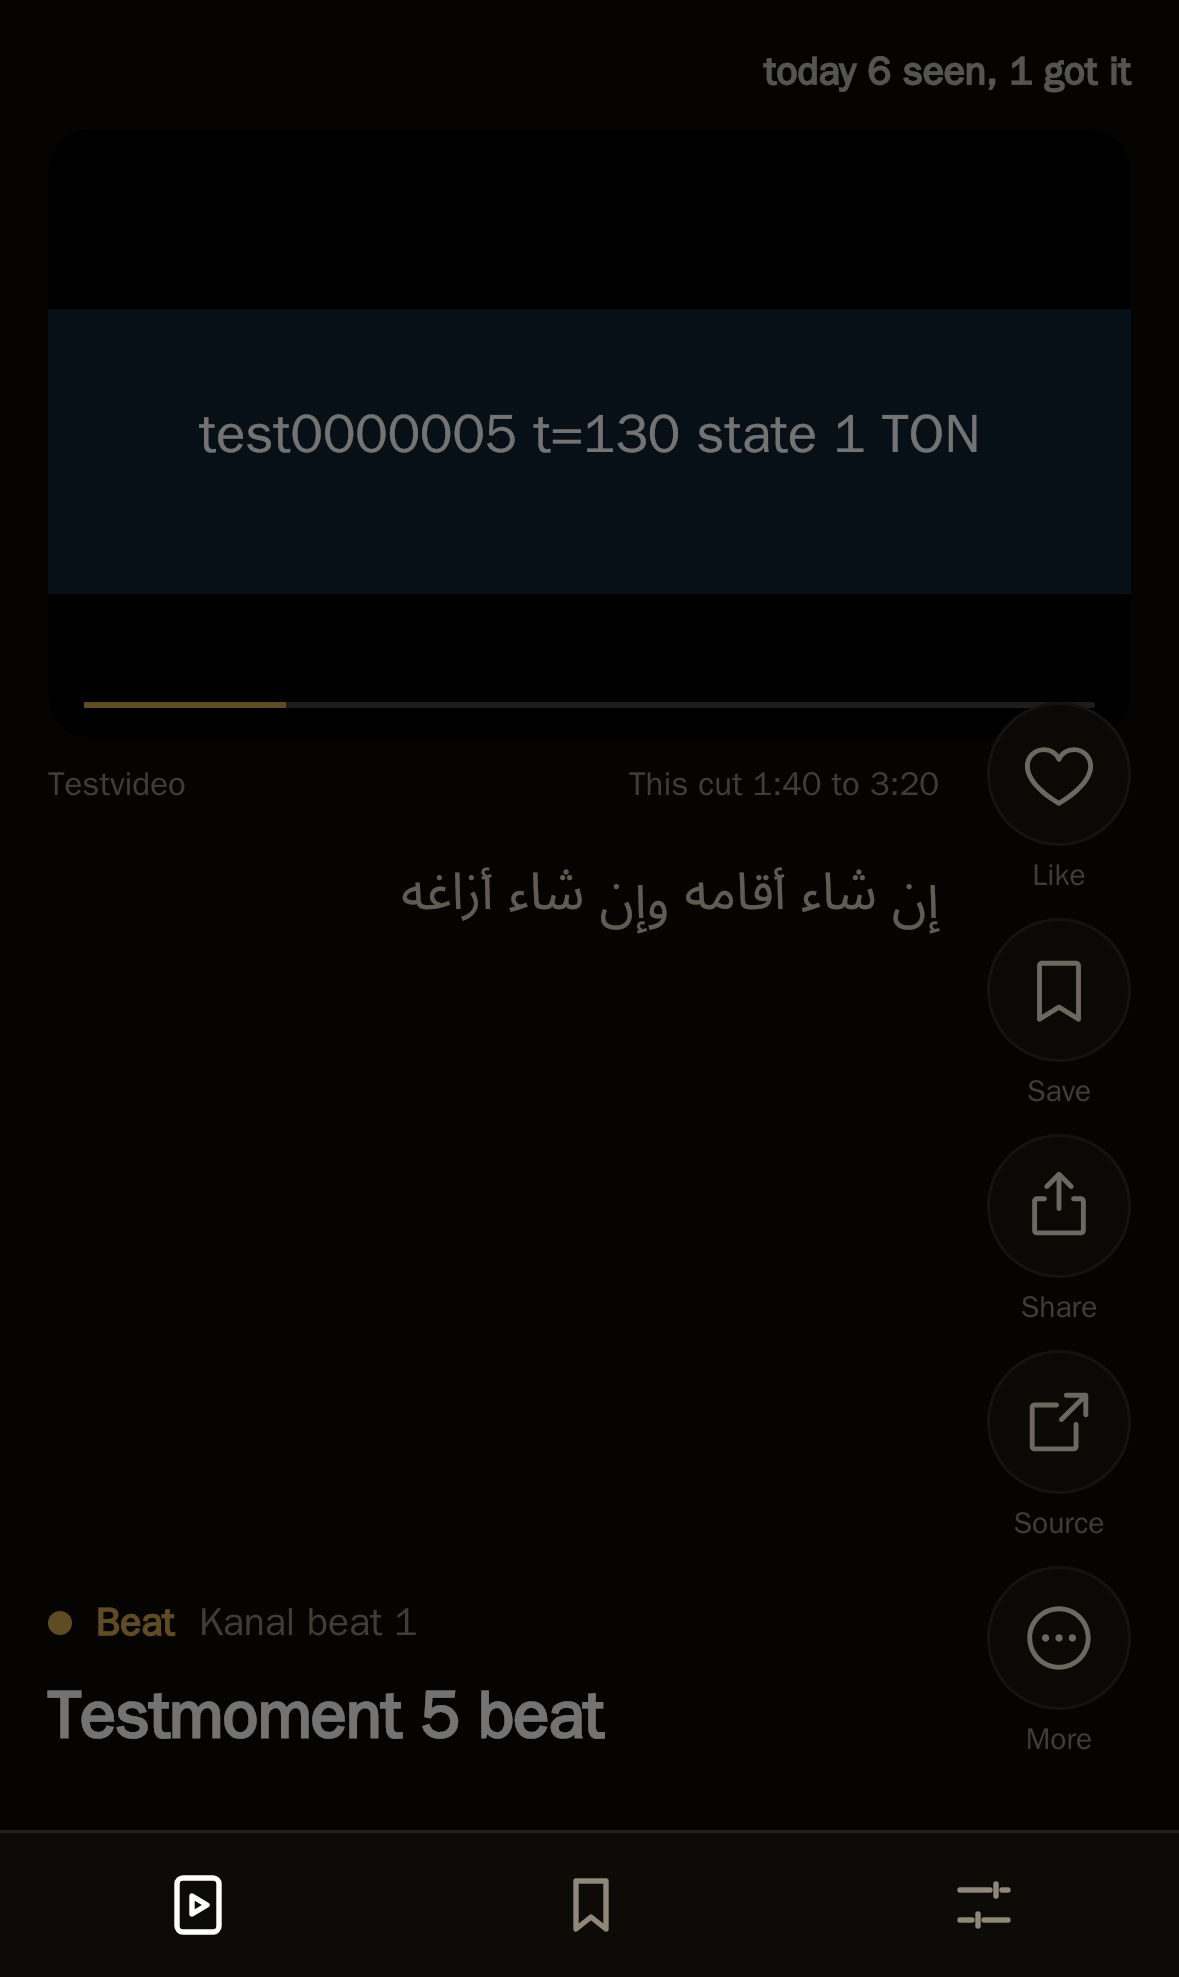 today 6 seen, 1 got it
test0000005 t=130 state 1 TON
Testvideo
This cut 1:40 to 3:20
إن شاء أقامه وإن شاء أزاغه
Like
Save
Share
Source
More
Beat Kanal beat 1
Testmoment 5 beat